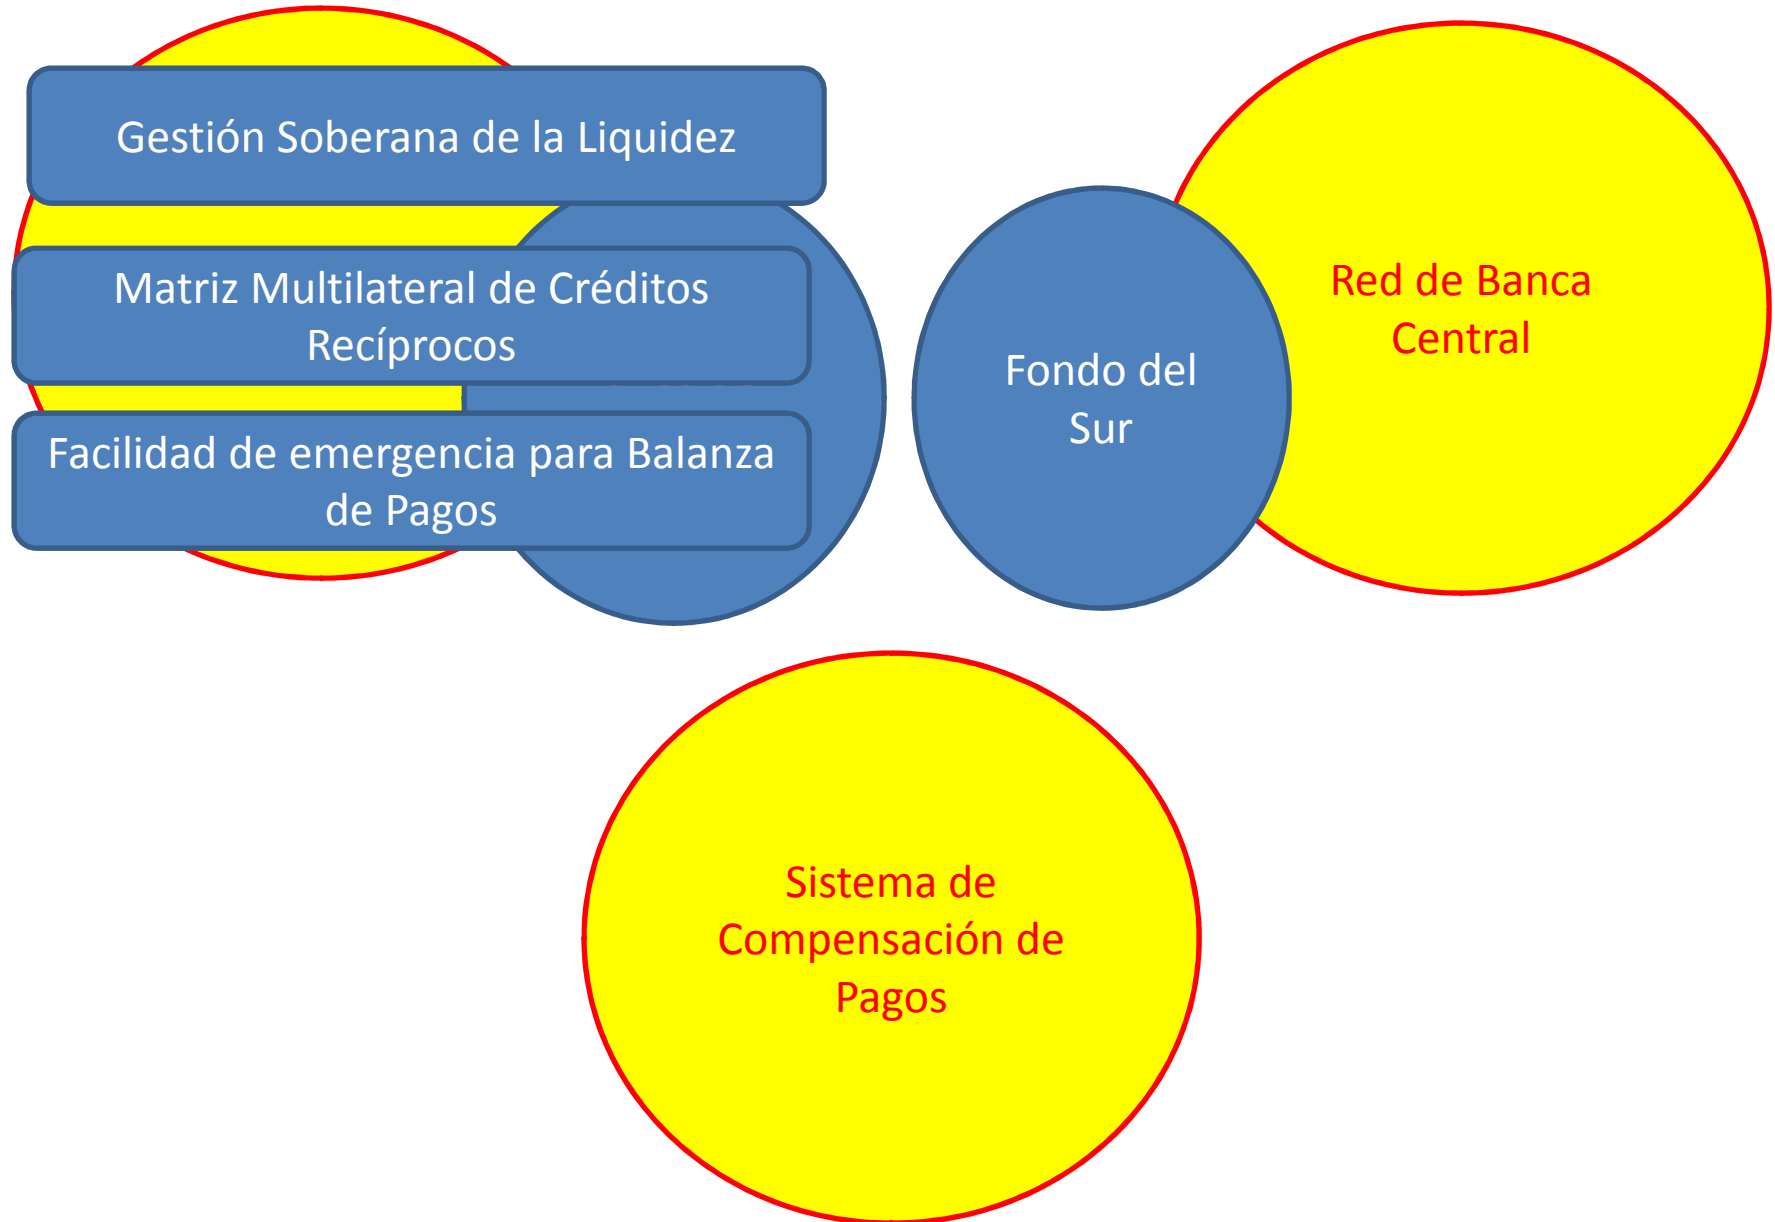 Gestión Soberana de la Liquidez
Matriz Multilateral de Créditos
Recíprocos
Facilidad de emergencia para Balanza
de Pagos
Fondo del
Sur
Red de Banca
Central
Sistema de
Compensación de
Pagos